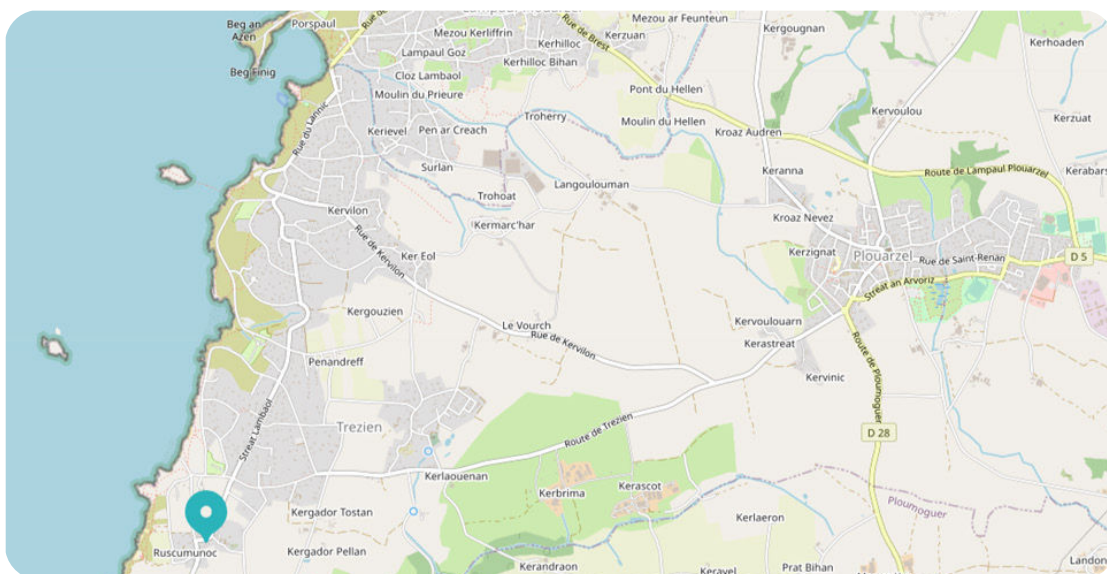 Beg an
Azen
Porspaul
Rue de
Mezou Kerliffrin
Lampaul Goz
Kerhilloc
Kerhilloc Bihan
Rue de Brest
Mezou ar Feunteun
Kerzuan
Kergougnan
Kerhoaden
Beg Finig
Cloz Lambaol
Moulin du Prieure
Pont du Hellen
Kervoulou
Kerzuat
Rue du Lannic
Kerievel
Pen ar Creach
Troherry
Moulin du Hellen
Kroaz Audren
Surlan
Langoulouman
Keranna
Route de Lampaul Plouarzel
Kerabars
Trohoat
Kervilon
Kermarc'har
Kroaz Nevez
Rue de Kervilon
Ker Eol
Kerzignat
Plouarzel
Rue de Saint-Renan
D 5
Streat an Arvoriz
Kergouzien
Le Vourch
Rue de Kervilon
Kervoulouarn
Kerastreat
Penandreff
Kervinic
Route de Ploumoguer
Streat Lambaol
Trezien
Route de Trezien
D 28
Kerlaouenan
Kerbrima
Kerascot
Ploumoguer
Kergador Tostan
Kerlaeron
Ruscumunoc
Kergador Pellan
Kerandraon
Keravel
Prat Bihan
Landon